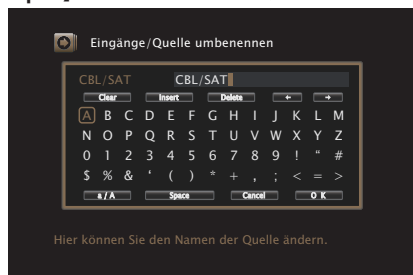 Eingänge/Quelle umbenennen
CBL/SAT CBL/SAT
Clear Insert Delete ← →
A B C D E F G H I J K L M
N O P Q R S T U V W X Y Z
0 1 2 3 4 5 6 7 8 9 ! “ #
$ % & ‘ ( ) * + , ; < = >
a / A Space Cancel O K
Hier können Sie den Namen der Quelle ändern.